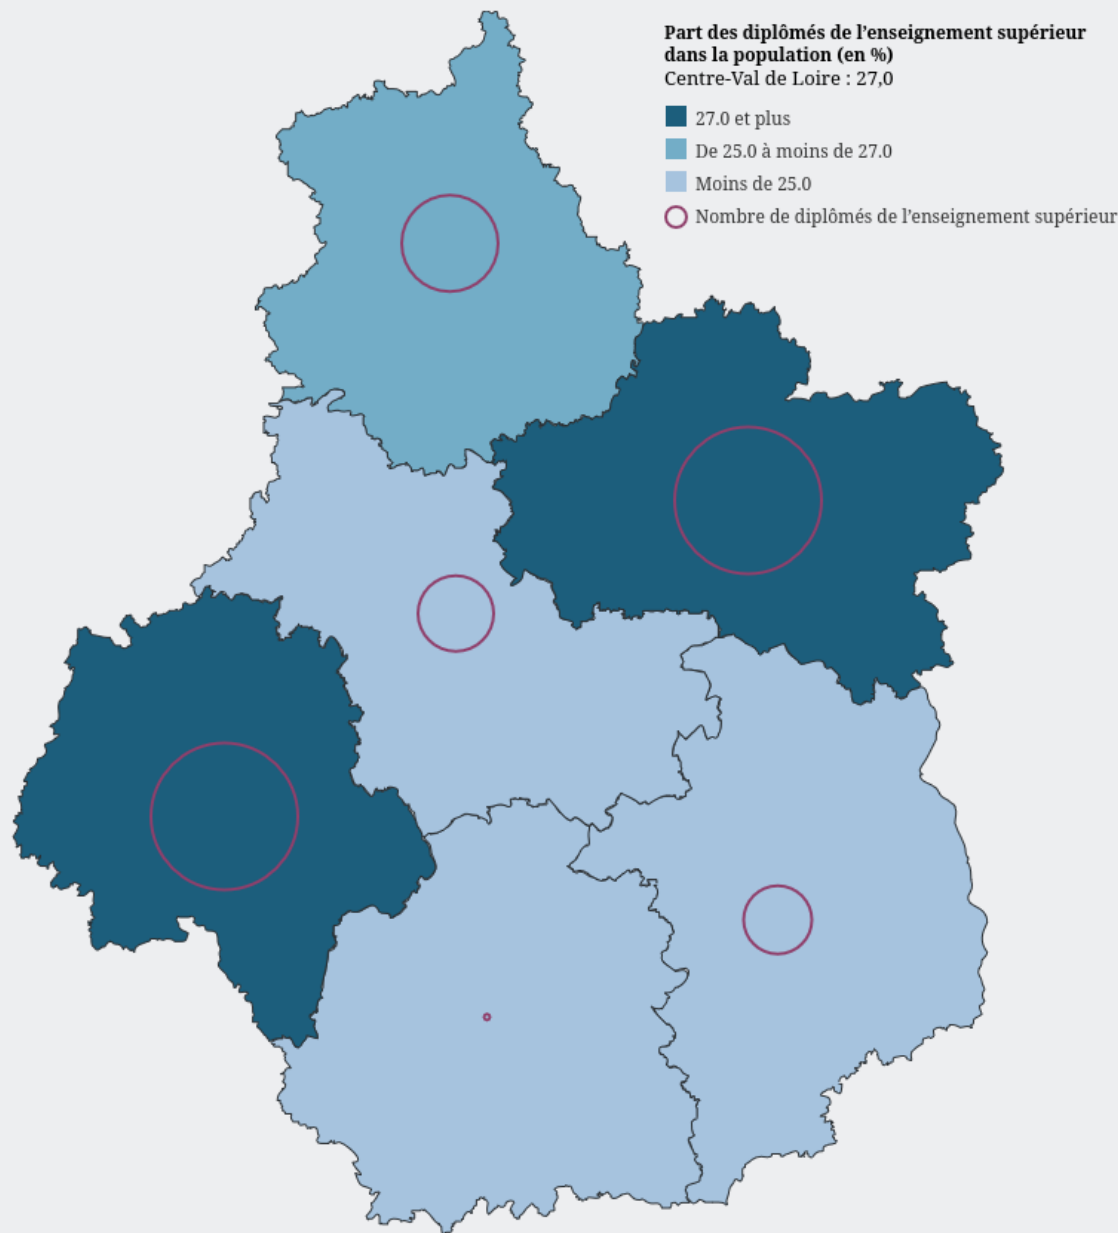 Part des diplômés de l’enseignement supérieur
dans la population (en %)
Centre-Val de Loire : 27,0
27.0 et plus
De 25.0 à moins de 27.0
Moins de 25.0
Nombre de diplômés de l’enseignement supérieur